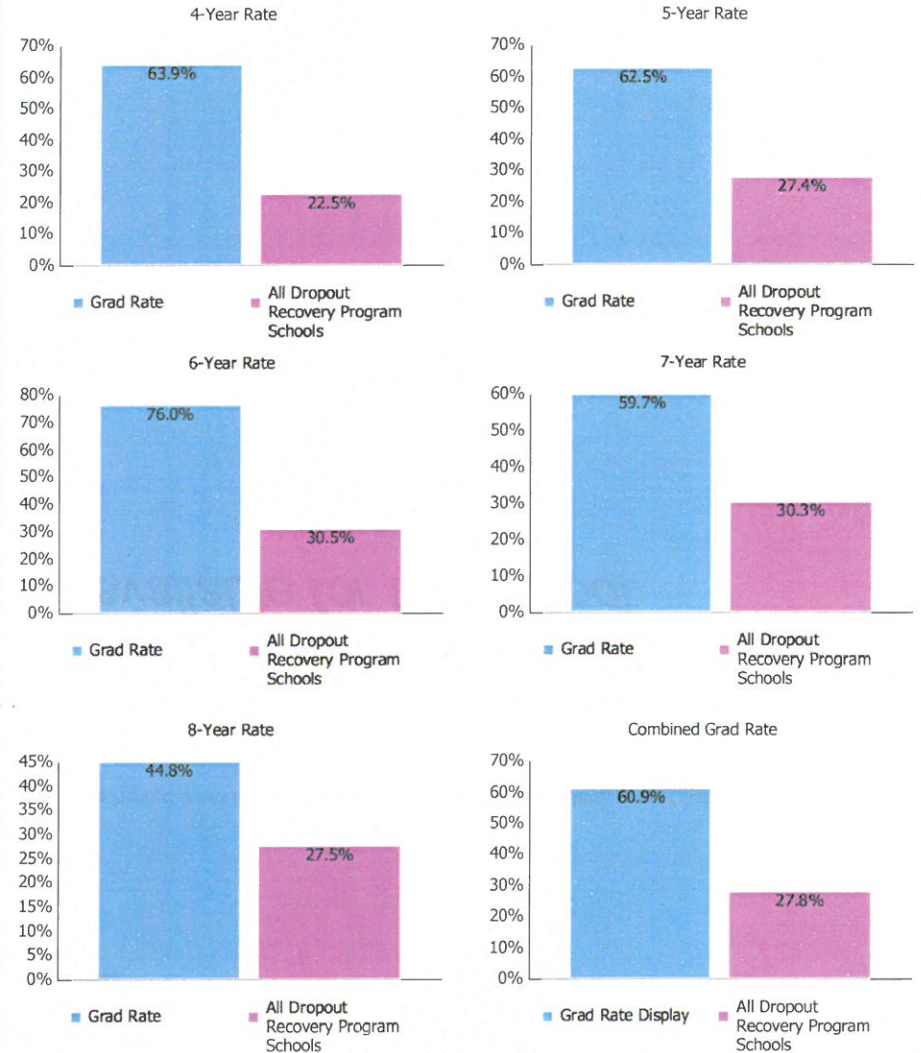 4-Year Rate
70%
60%
50%
40%
30%
20%
10%
0%
63.9%
22.5%
Grad Rate
All Dropout
Recovery Program
Schools
5-Year Rate
70%
60%
50%
40%
30%
20%
10%
0%
62.5%
27.4%
Grad Rate
All Dropout
Recovery Program
Schools
6-Year Rate
80%
70%
60%
50%
40%
30%
20%
10%
0%
76.0%
30.5%
Grad Rate
All Dropout
Recovery Program
Schools
7-Year Rate
60%
50%
40%
30%
20%
10%
0%
59.7%
30.3%
Grad Rate
All Dropout
Recovery Program
Schools
8-Year Rate
45%
40%
35%
30%
25%
20%
15%
10%
5%
0%
44.8%
27.5%
Grad Rate
All Dropout
Recovery Program
Schools
Combined Grad Rate
70%
60%
50%
40%
30%
20%
10%
0%
60.9%
27.8%
Grad Rate Display
All Dropout
Recovery Program
Schools